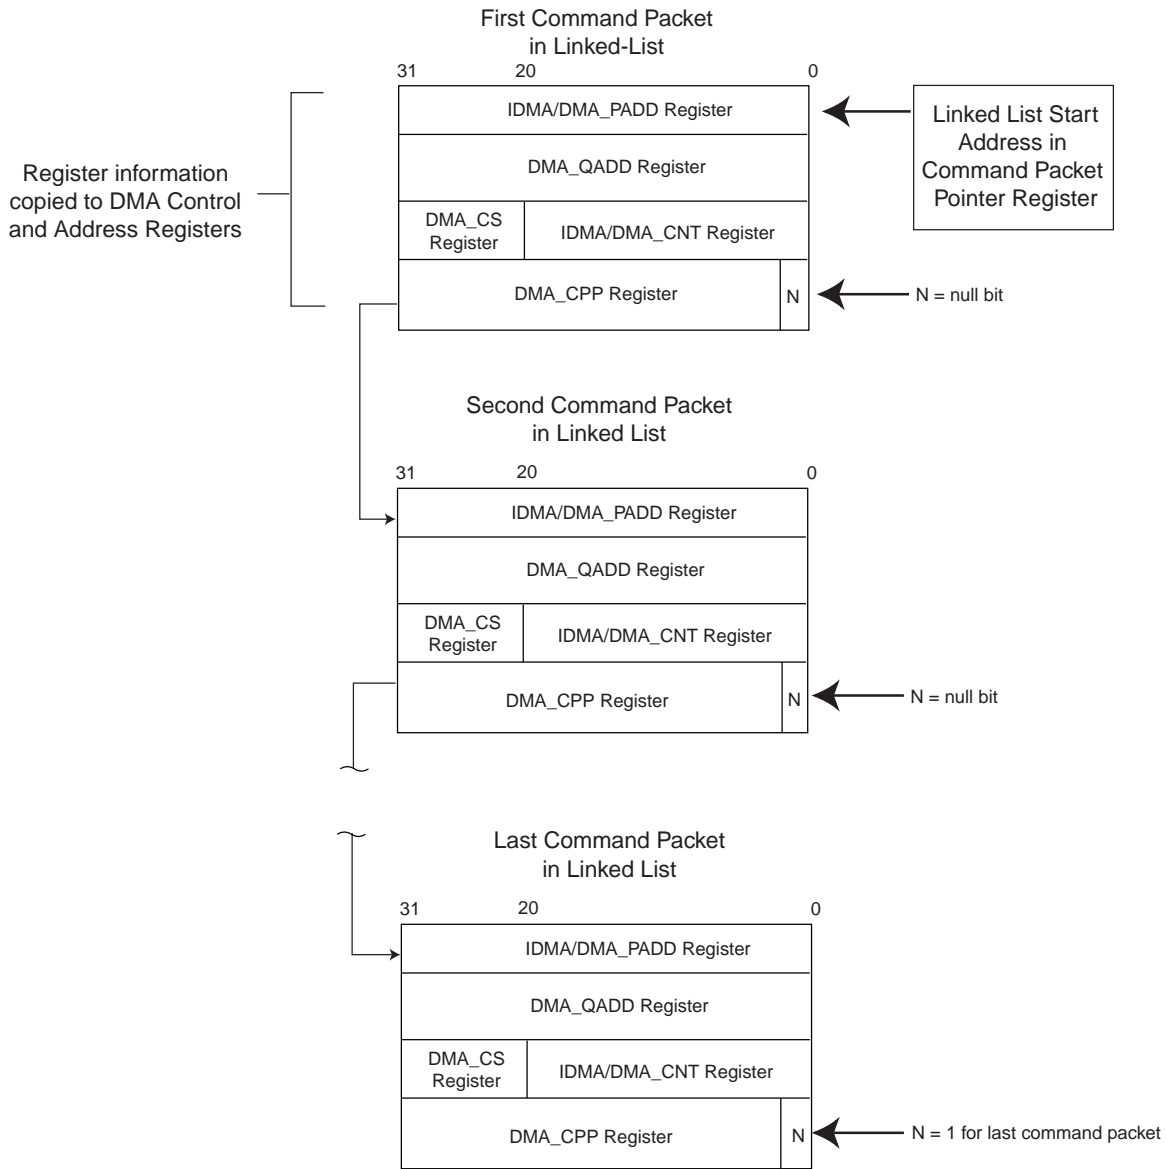 First Command Packet
in Linked-List
31 20 0
IDMA/DMA_PADD Register
Linked List Start
Address in
Command Packet
Pointer Register
Register information
copied to DMA Control
and Address Registers
DMA_QADD Register
DMA_CS
Register
IDMA/DMA_CNT Register
DMA_CPP Register
N
N = null bit
Second Command Packet
in Linked List
31 20 0
IDMA/DMA_PADD Register
DMA_QADD Register
DMA_CS
Register
IDMA/DMA_CNT Register
DMA_CPP Register
N
N = null bit
Last Command Packet
in Linked List
31 20 0
IDMA/DMA_PADD Register
DMA_QADD Register
DMA_CS
Register
IDMA/DMA_CNT Register
DMA_CPP Register
N
N = 1 for last command packet